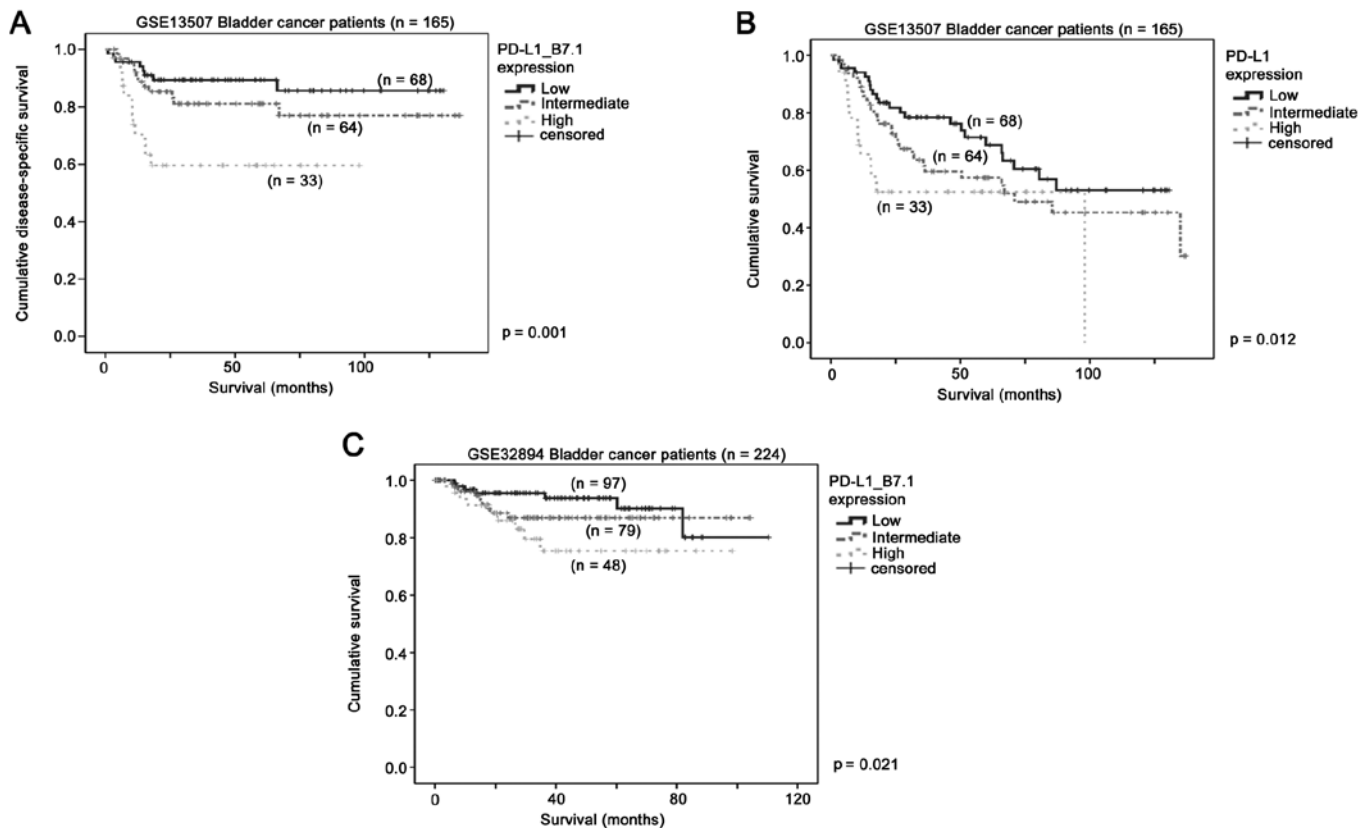 A
GSE13507 Bladder cancer patients (n = 165)
Cumulative disease-specific survival
1.0
0.8
0.6
0.4
0.2
0.0
(n = 68)
(n = 64)
(n = 33)
0
50
100
Survival (months)
PD-L1_B7.1
expression
Low
Intermediate
High
censored
p = 0.001
B
GSE13507 Bladder cancer patients (n = 165)
Cumulative survival
1.0
0.8
0.6
0.4
0.2
0.0
(n = 68)
(n = 64)
(n = 33)
0
50
100
Survival (months)
PD-L1
expression
Low
Intermediate
High
censored
p = 0.012
C
GSE32894 Bladder cancer patients (n = 224)
Cumulative survival
1.0
0.8
0.6
0.4
0.2
0.0
(n = 97)
(n = 79)
(n = 48)
0
40
80
120
Survival (months)
PD-L1_B7.1
expression
Low
Intermediate
High
censored
p = 0.021